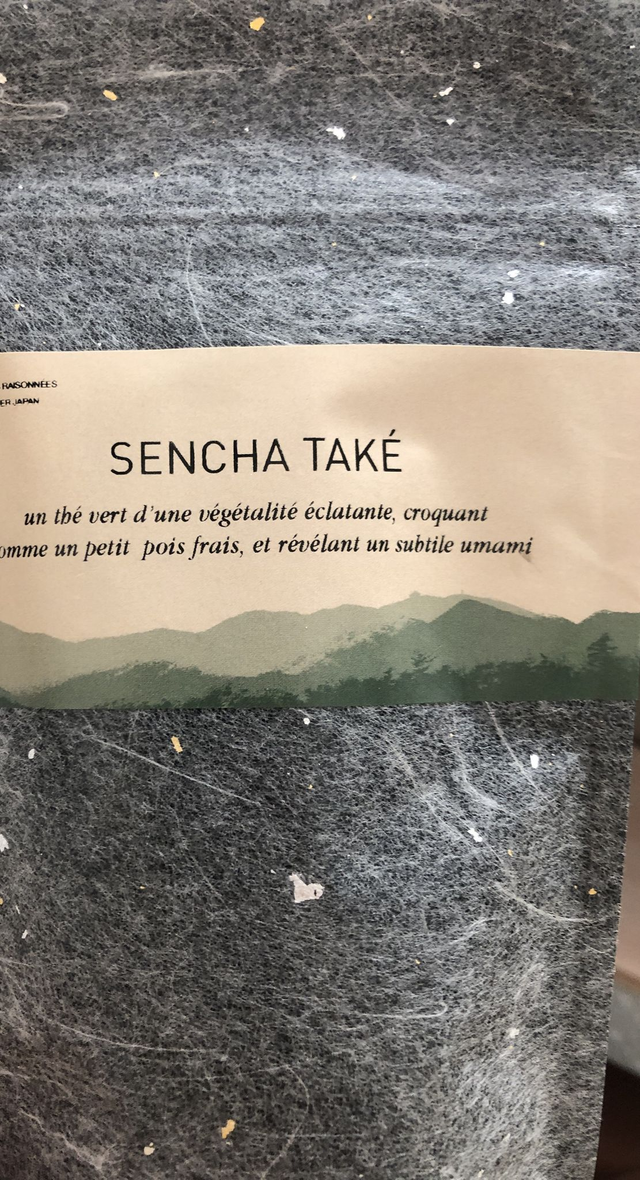 RAISONNÉES
ER JAPAN
SENCHA TAKÉ
un thé vert d'une végétalité éclatante, croquant
omme un petit pois frais, et révélant un subtile umami